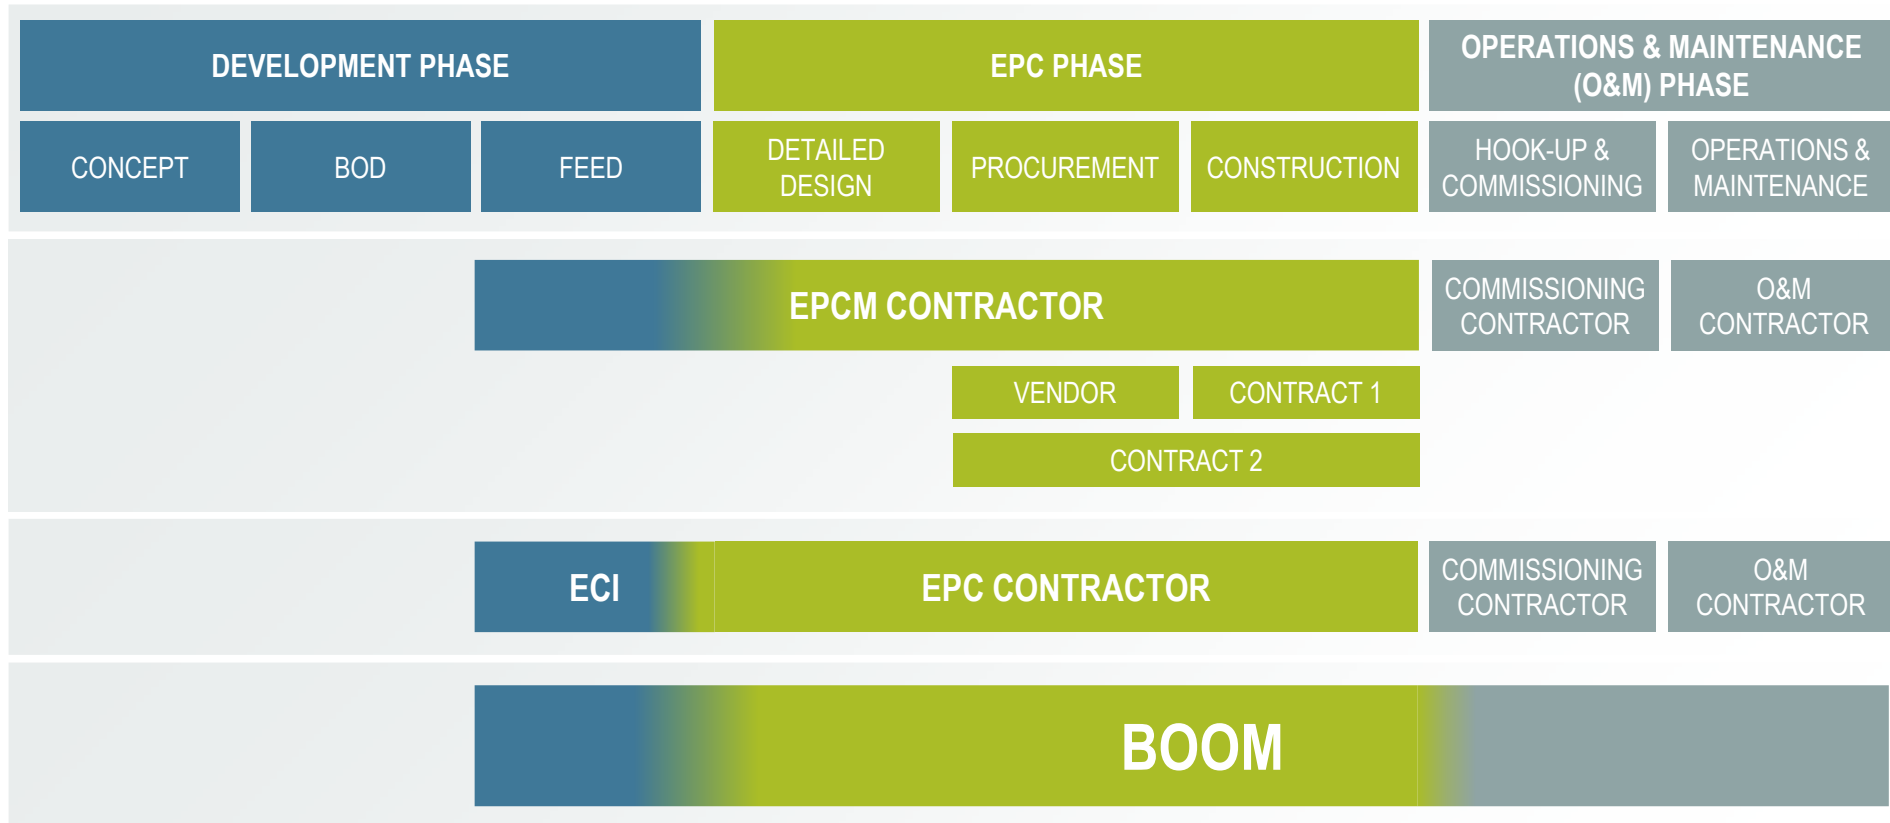 DEVELOPMENT PHASE
EPC PHASE
OPERATIONS & MAINTENANCE
(O&M) PHASE
CONCEPT
BOD
FEED
DETAILED
DESIGN
PROCUREMENT
CONSTRUCTION
HOOK-UP &
COMMISSIONING
OPERATIONS &
MAINTENANCE
EPCM CONTRACTOR
COMMISSIONING
CONTRACTOR
O&M
CONTRACTOR
VENDOR
CONTRACT 1
CONTRACT 2
ECI
EPC CONTRACTOR
COMMISSIONING
CONTRACTOR
O&M
CONTRACTOR
BOOM